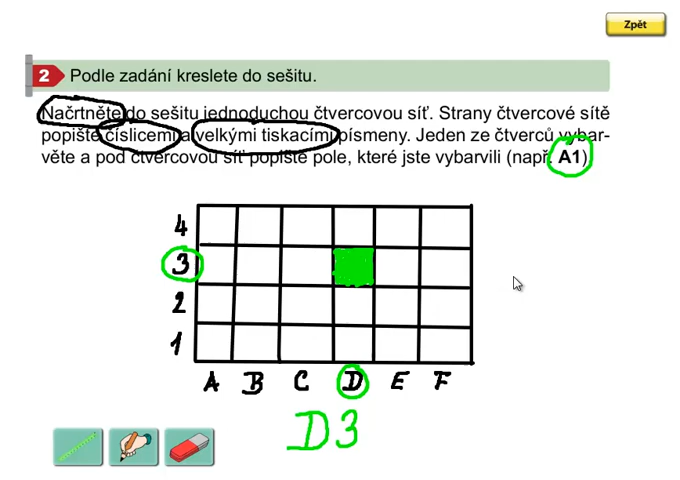 Zpět
2 Podle zadání kreslete do sešitu.
Načrtněte do sešitu jednoduchou čtvercovou síť. Strany čtvercové sítě
popište číslicemi a velkými tiskacími písmeny. Jeden ze čtverců vybar-
věte a pod čtvercovou síť popište pole, které jste vybarvili (např. A1).
4
3
2
1
A B C D E F
D3